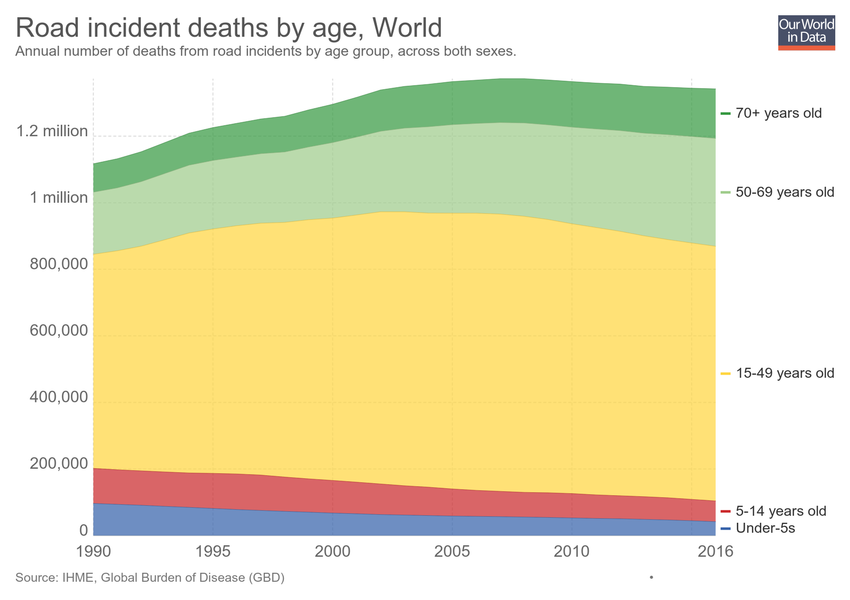 Road incident deaths by age, World
Annual number of deaths from road incidents by age group, across both sexes.
Our World
in Data
1.2 million
1 million
800,000
600,000
400,000
200,000
0
70+ years old
50-69 years old
15-49 years old
5-14 years old
Under-5s
1990 1995 2000 2005 2010 2016
Source: IHME, Global Burden of Disease (GBD)